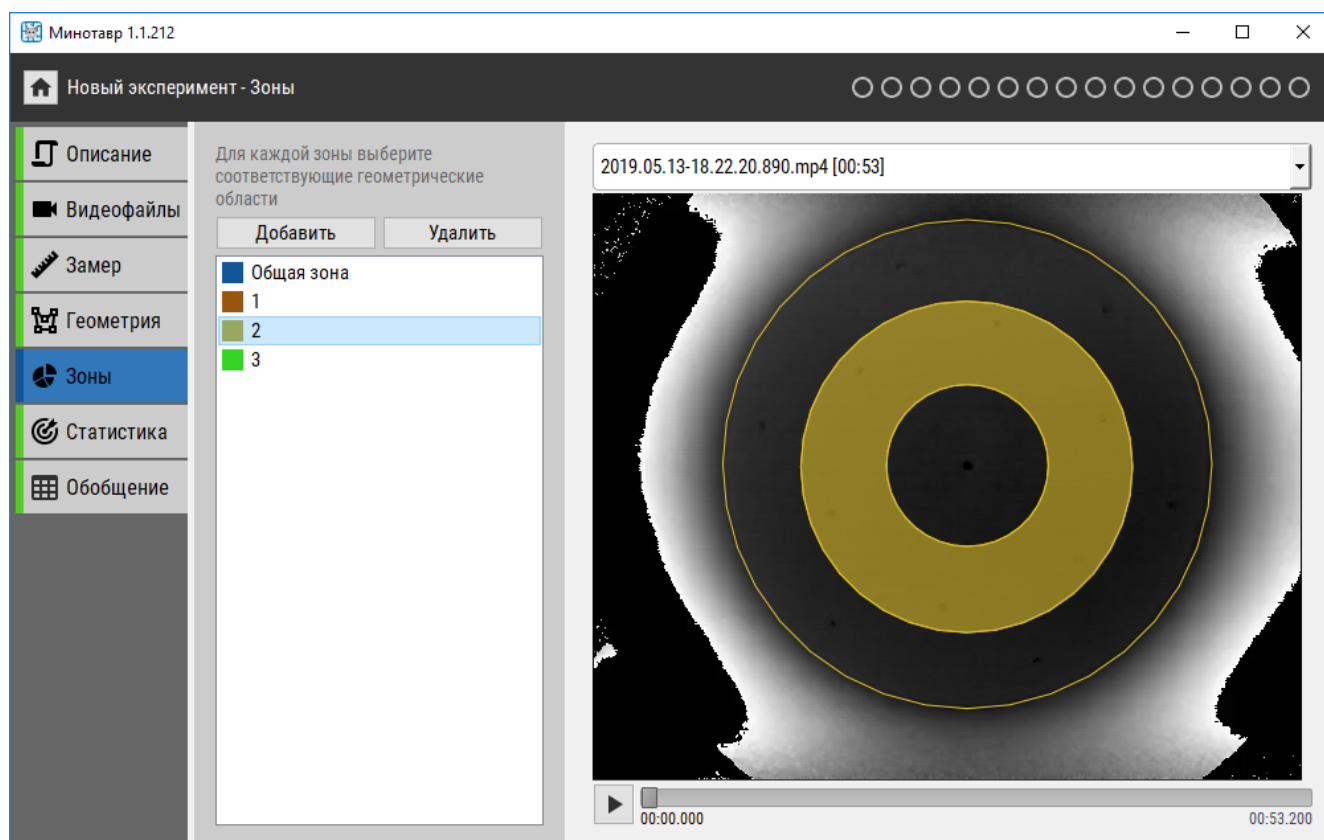 Минотавр 1.1.212
Новый эксперимент - Зоны
Описание
Видеофайлы
Замер
Геометрия
Зоны
Статистика
Обобщение
Для каждой зоны выберите
соответствующие геометрические
области
Добавить
Удалить
Общая зона
1
2
3
2019.05.13-18.22.20.890.mp4 [00:53]
00:00.000
00:53.200